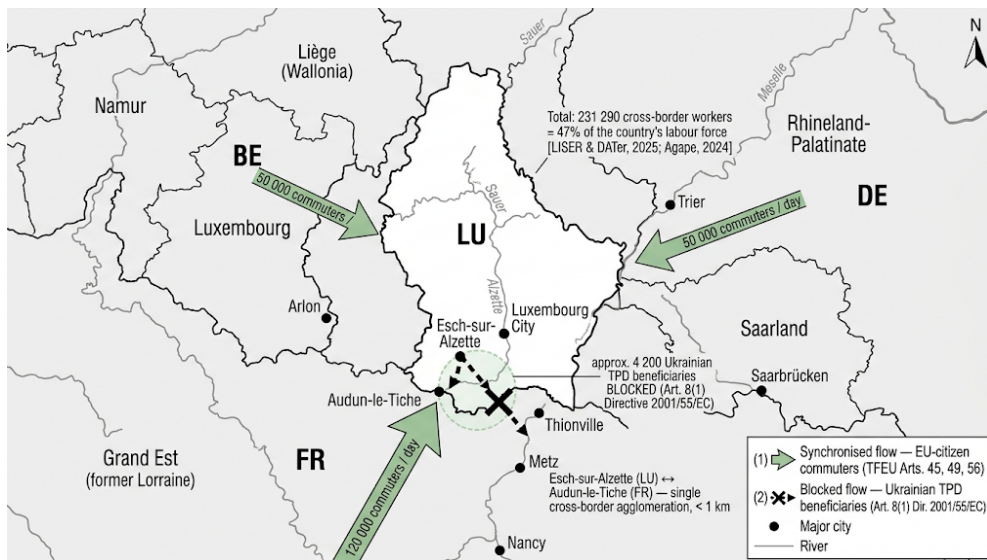 Liège
(Wallonia)
Sauer
N
Namur
Meselle
Total: 231 290 cross-border workers
= 47% of the country's labour force
[LISER & DATer, 2025; Agape, 2024]
Rhineland-
Palatinate
BE
50 000 commuters
Sauer
Trier
DE
50 000 commuters / day
Luxembourg
LU
Alzette
Arlon
Luxembourg
City
Esch-sur-
Alzette
Saarland
approx. 4 200 Ukrainian
TPD beneficiaries
BLOCKED (Art. 8(1)
Directive 2001/55/EC)
Saarbrücken
Audun-le-Tiche
Thionville
Grand Est
(former Lorraine)
FR
120 000 commuters / day
Metz
Esch-sur-Alzette (LU) ↔
Audun-le-Tiche (FR) — single
cross-border agglomeration, < 1 km
Nancy
(1) Synchronised flow — EU-citizen
commuters (TFEU Arts. 45, 49, 56)
(2) Blocked flow — Ukrainian TPD
beneficiaries (Art. 8(1) Dir. 2001/55/EC)
Major city
River